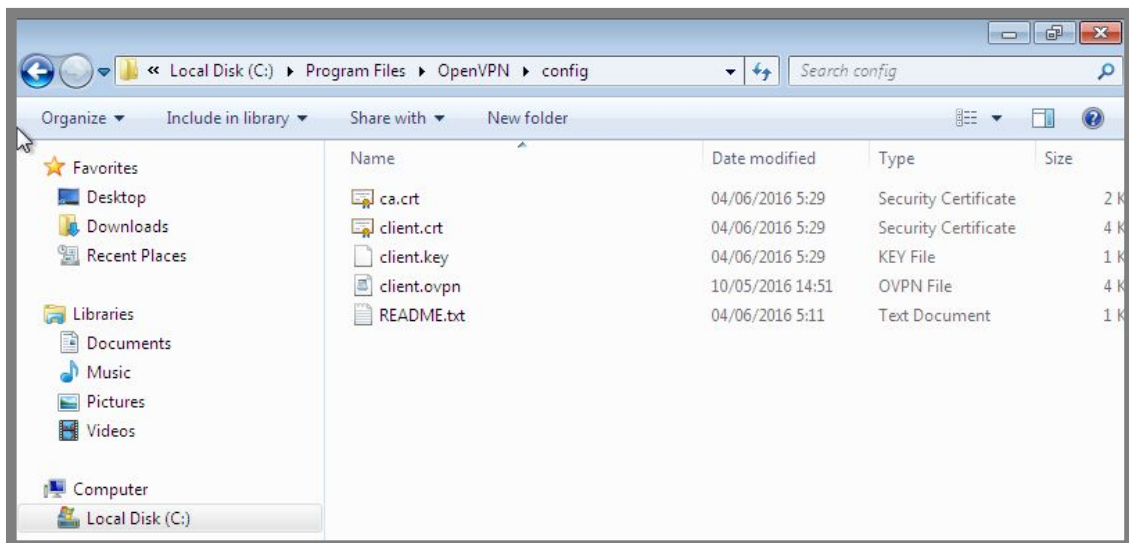 « Local Disk (C:) ▸ Program Files ▸ OpenVPN ▸ config Search config
Organize Include in library Share with New folder
Favorites
Desktop
Downloads
Recent Places
Libraries
Documents
Music
Pictures
Videos
Computer
Local Disk (C:)
Name Date modified Type Size
ca.crt 04/06/2016 5:29 Security Certificate 2 K
client.crt 04/06/2016 5:29 Security Certificate 4 K
client.key 04/06/2016 5:29 KEY File 1 K
client.ovpn 10/05/2016 14:51 OVPN File 4 K
README.txt 04/06/2016 5:11 Text Document 1 K